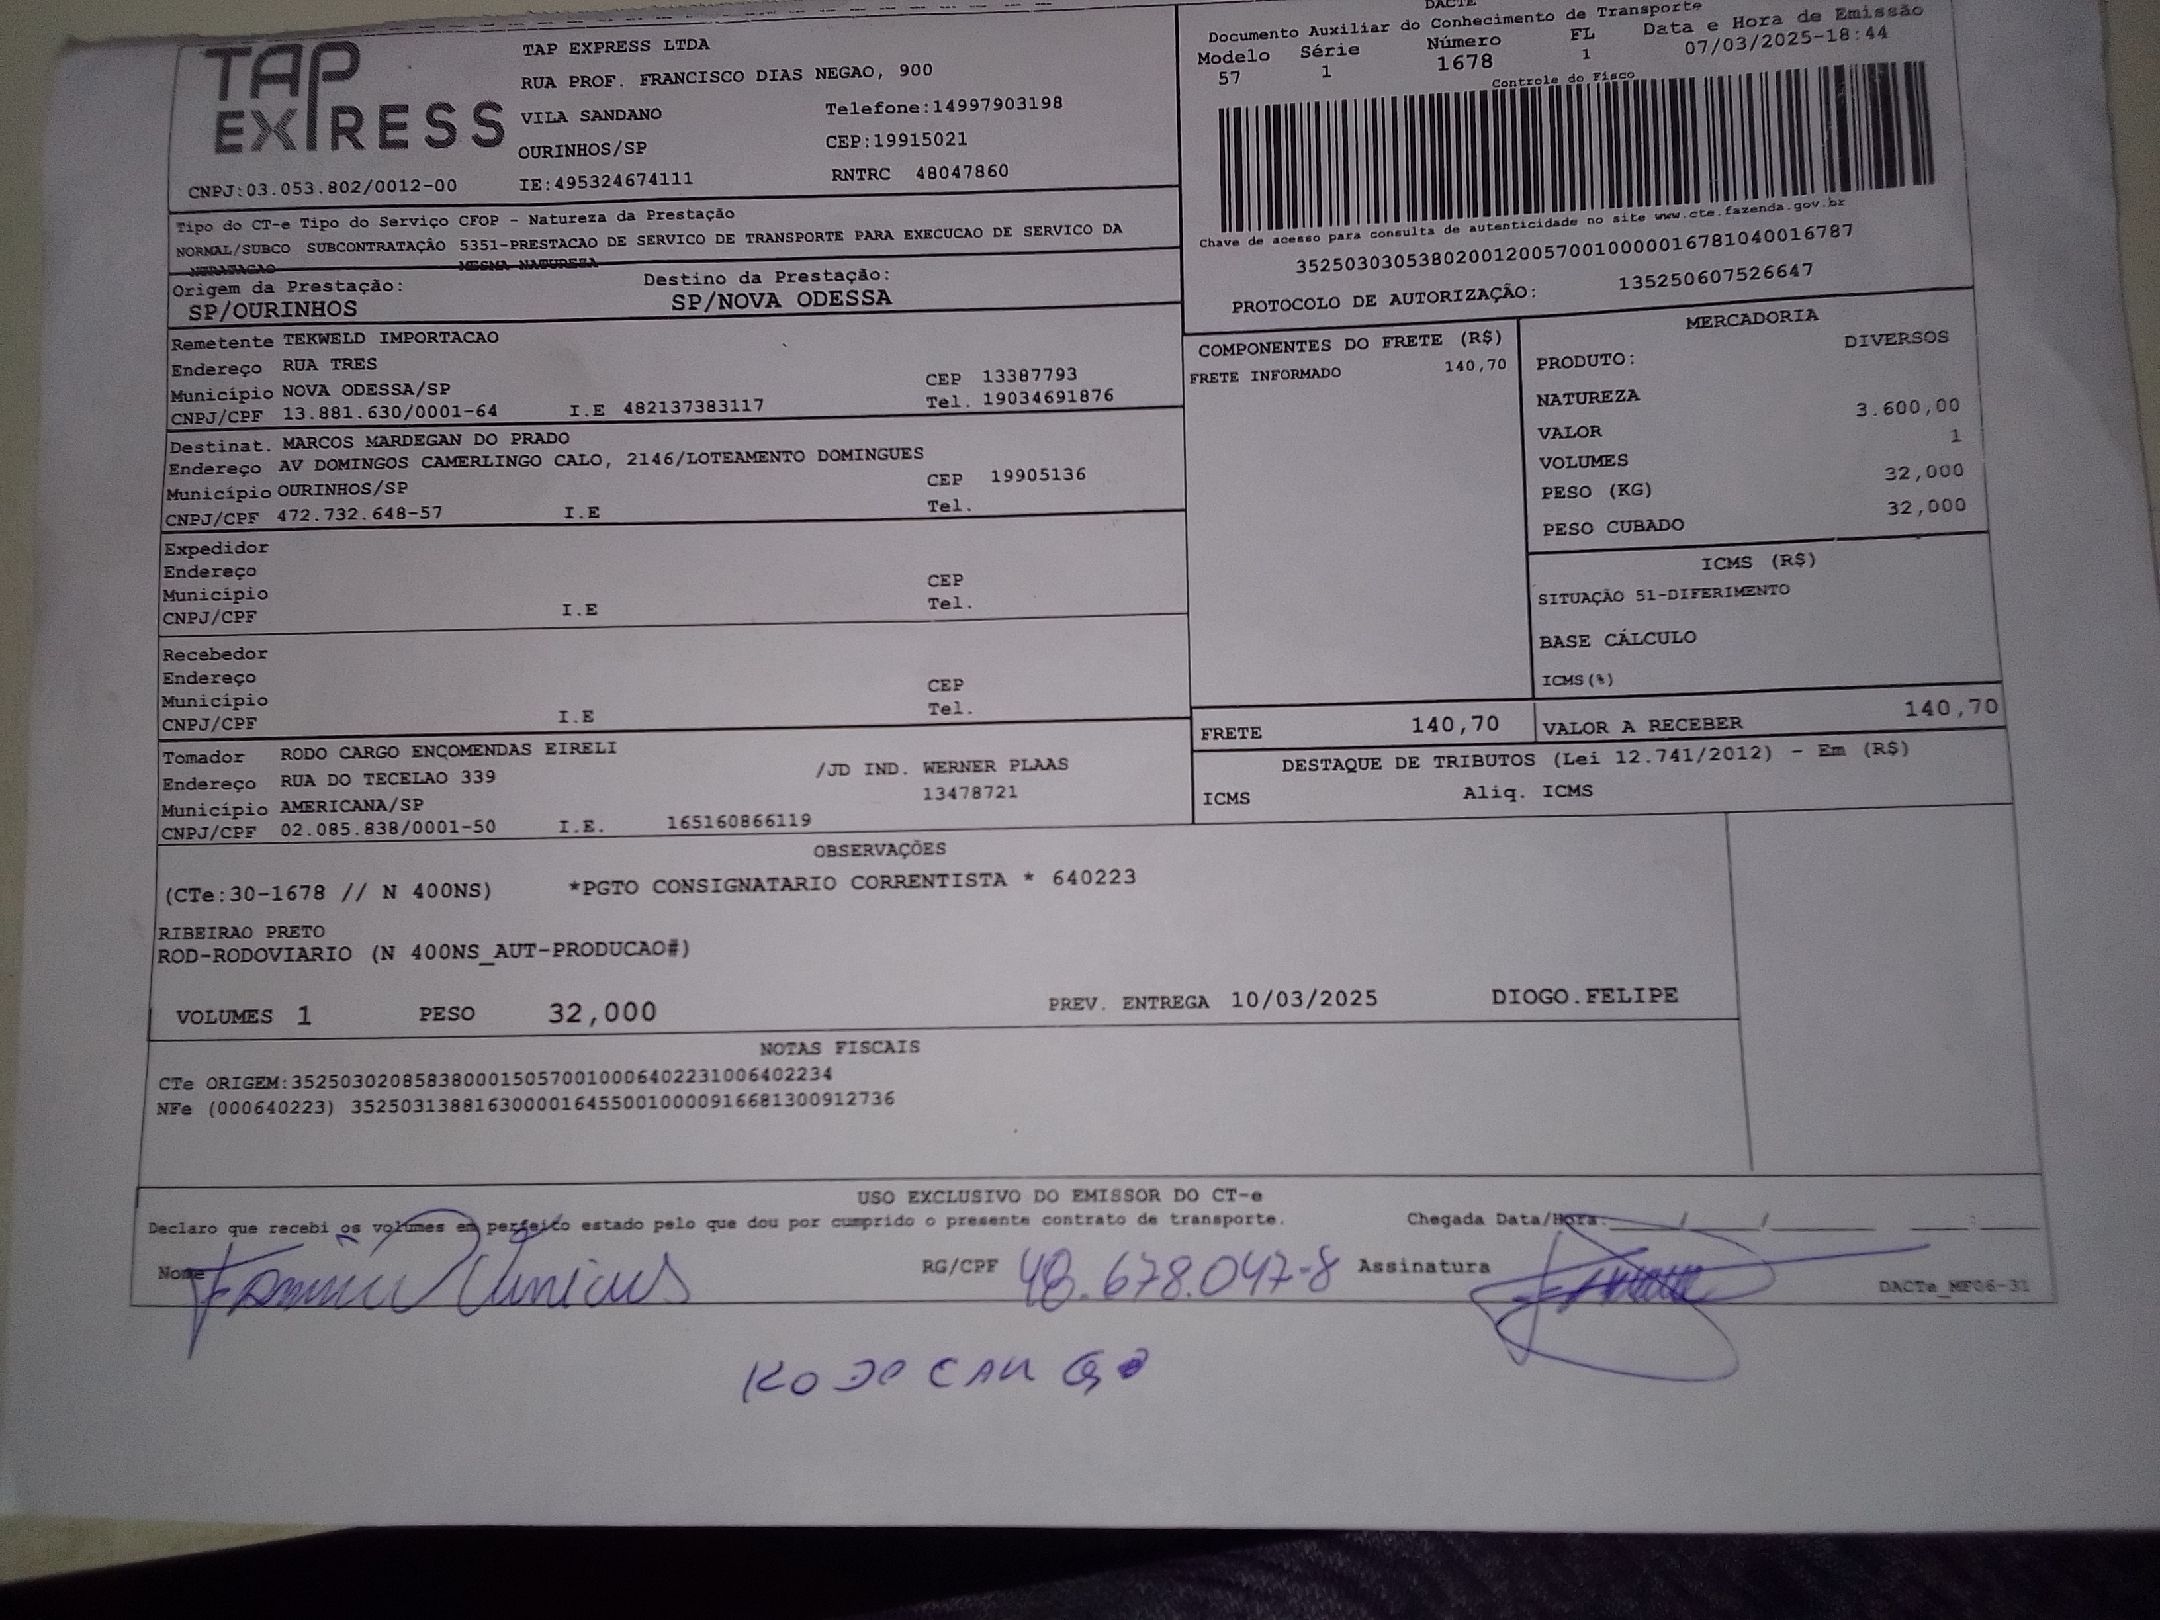 TAP EXPRESS
TAP EXPRESS LTDA
RUA PROF. FRANCISCO DIAS NEGAO, 900
VILA SANDANO Telefone:14997903198
OURINHOS/SP CEP:19915021
CNPJ:03.053.802/0012-00 IE:495324674111 RNTRC 48047860
DACTE
Documento Auxiliar do Conhecimento de Transporte
Modelo Série Número FL Data e Hora de Emissão
57 1 1678 1 07/03/2025-18:44
Controle do Fisco
Chave de acesso para consulta de autenticidade no site www.cte.fazenda.gov.br
35250303053802001200570010000016781040016787
PROTOCOLO DE AUTORIZAÇÃO: 135250607526647
Tipo do CT-e Tipo do Serviço CFOP - Natureza da Prestação
NORMAL/SUBCO SUBCONTRATAÇÃO 5351-PRESTACAO DE SERVICO DE TRANSPORTE PARA EXECUCAO DE SERVICO DA
NTRATACAO MESMA NATUREZA
Origem da Prestação: Destino da Prestação:
SP/OURINHOS SP/NOVA ODESSA
Remetente TEKWELD IMPORTACAO
Endereço RUA TRES
Município NOVA ODESSA/SP CEP 13387793
CNPJ/CPF 13.881.630/0001-64 I.E 482137383117 Tel. 19034691876
Destinat. MARCOS MARDEGAN DO PRADO
Endereço AV DOMINGOS CAMERLINGO CALO, 2146/LOTEAMENTO DOMINGUES
Município OURINHOS/SP CEP 19905136
CNPJ/CPF 472.732.648-57 I.E Tel.
Expedidor
Endereço
Município CEP
CNPJ/CPF I.E Tel.
Recebedor
Endereço
Município CEP
CNPJ/CPF I.E Tel.
Tomador RODO CARGO ENCOMENDAS EIRELI
Endereço RUA DO TECELAO 339 /JD IND. WERNER PLAAS
Município AMERICANA/SP 13478721
CNPJ/CPF 02.085.838/0001-50 I.E. 165160866119
COMPONENTES DO FRETE (R$)
FRETE INFORMADO 140,70
MERCADORIA
PRODUTO: DIVERSOS
NATUREZA
VALOR 3.600,00
VOLUMES 1
PESO (KG) 32,000
PESO CUBADO 32,000
ICMS (R$)
SITUAÇÃO 51-DIFERIMENTO
BASE CÁLCULO
ICMS(%)
FRETE 140,70 VALOR A RECEBER 140,70
DESTAQUE DE TRIBUTOS (Lei 12.741/2012) - Em (R$)
ICMS Aliq. ICMS
OBSERVAÇÕES
(CTe:30-1678 // N 400NS) *PGTO CONSIGNATARIO CORRENTISTA * 640223
RIBEIRAO PRETO
ROD-RODOVIARIO (N 400NS_AUT-PRODUCAO#)
VOLUMES 1 PESO 32,000 PREV. ENTREGA 10/03/2025 DIOGO.FELIPE
NOTAS FISCAIS
CTe ORIGEM:35250302085838000150570010006402231006402234
NFe (000640223) 35250313881630000164550010000916681300912736
USO EXCLUSIVO DO EMISSOR DO CT-e
Declaro que recebi os volumes em perfeito estado pelo que dou por cumprido o presente contrato de transporte. Chegada Data/Hora: ____/____/____ ____:____
Nome Vinicius RG/CPF 48.678.047-8 Assinatura
DACTe_MF06-31
RODOCARGO